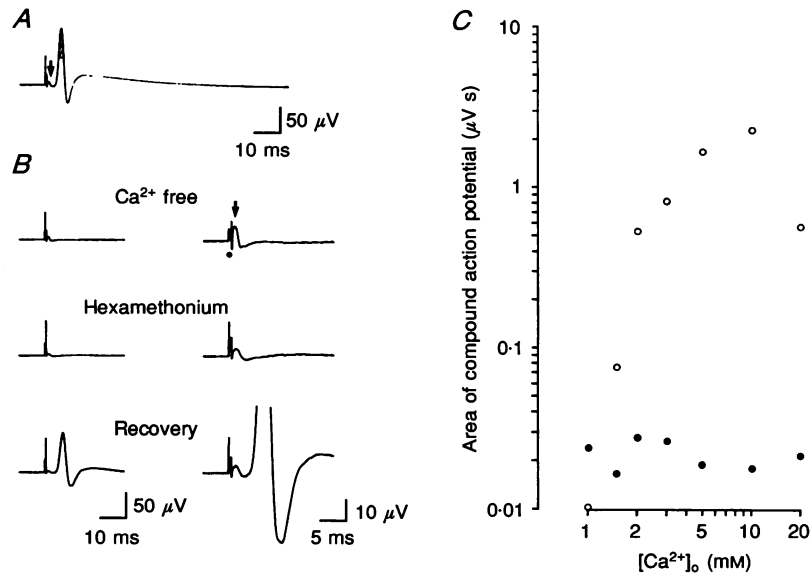 A
50 µV
10 ms
B
Ca²⁺ free
Hexamethonium
Recovery
50 µV
10 ms
10 µV
5 ms
C
Area of compound action potential (µV s)
10
1
0·1
0·01
1
2
5
10
20
[Ca²⁺]ₒ (mM)